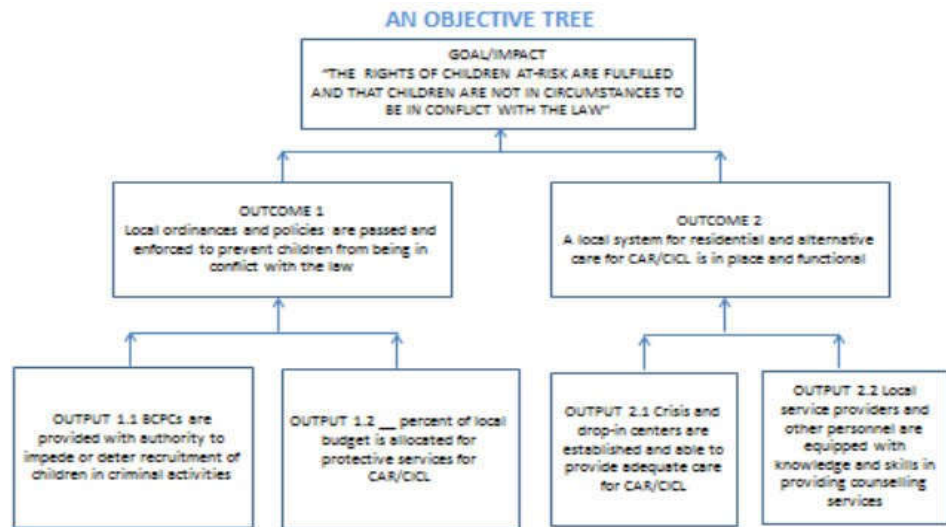 AN OBJECTIVE TREE
GOAL/IMPACT
"THE RIGHTS OF CHILDREN AT-RISK ARE FULFILLED
AND THAT CHILDREN ARE NOT IN CIRCUMSTANCES TO
BE IN CONFLICT WITH THE LAW"
OUTCOME 1
Local ordinances and policies are passed and
enforced to prevent children from being in
conflict with the law
OUTCOME 2
A local system for residential and alternative
care for CAR/CICL is in place and functional
OUTPUT 1.1 BCPCs are
provided with authority to
impede or deter recruitment of
children in criminal activities
OUTPUT 1.2 __ percent of local
budget is allocated for
protective services for
CAR/CICL
OUTPUT 2.1 Crisis and
drop-in centers are
established and able to
provide adequate care
for CAR/CICL
OUTPUT 2.2 Local
service providers and
other personnel are
equipped with
knowledge and skills in
providing counselling
services